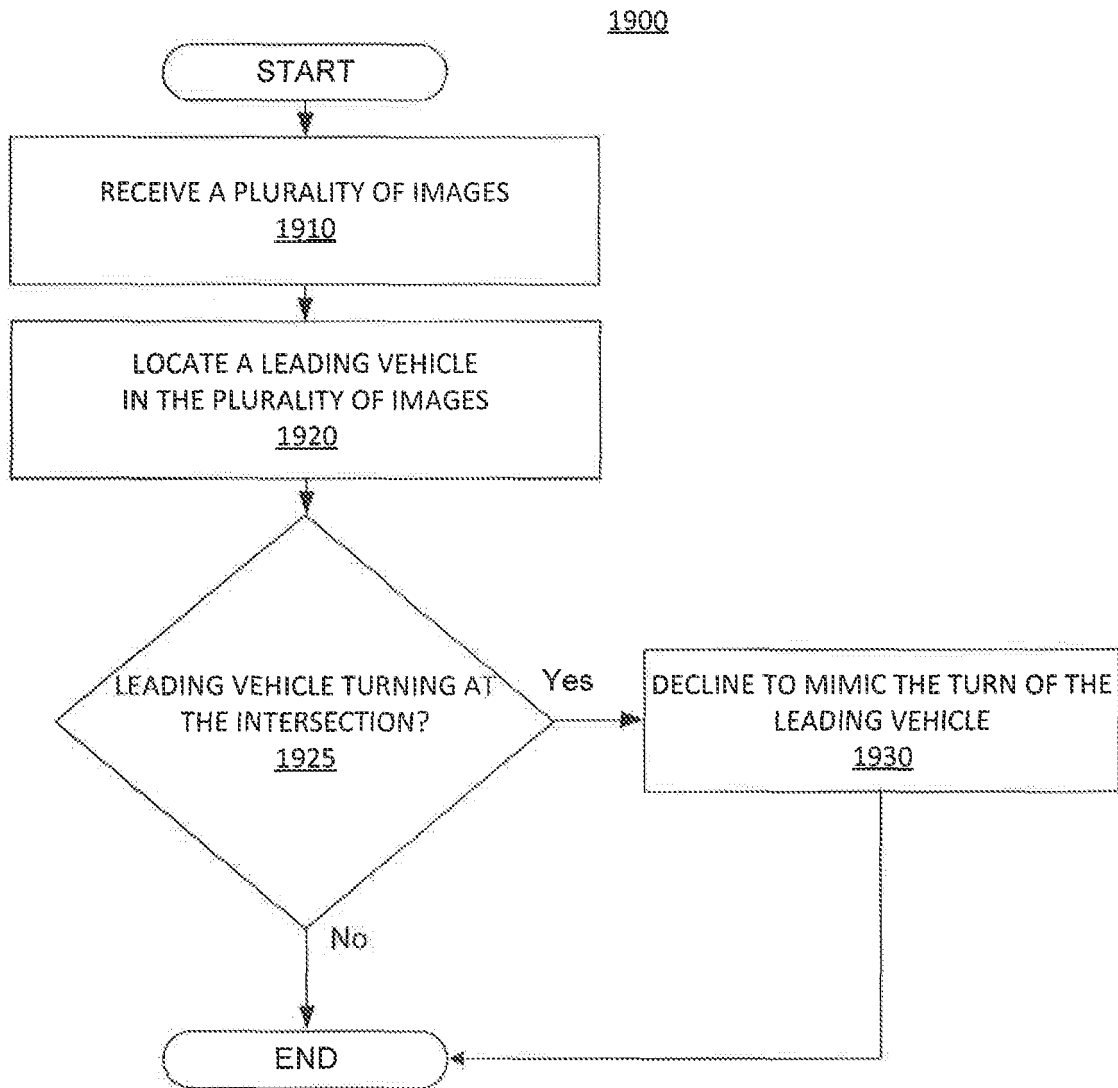 1900
START
RECEIVE A PLURALITY OF IMAGES
1910
LOCATE A LEADING VEHICLE
IN THE PLURALITY OF IMAGES
1920
LEADING VEHICLE TURNING AT
THE INTERSECTION?
1925
Yes
DECLINE TO MIMIC THE TURN OF THE
LEADING VEHICLE
1930
No
END